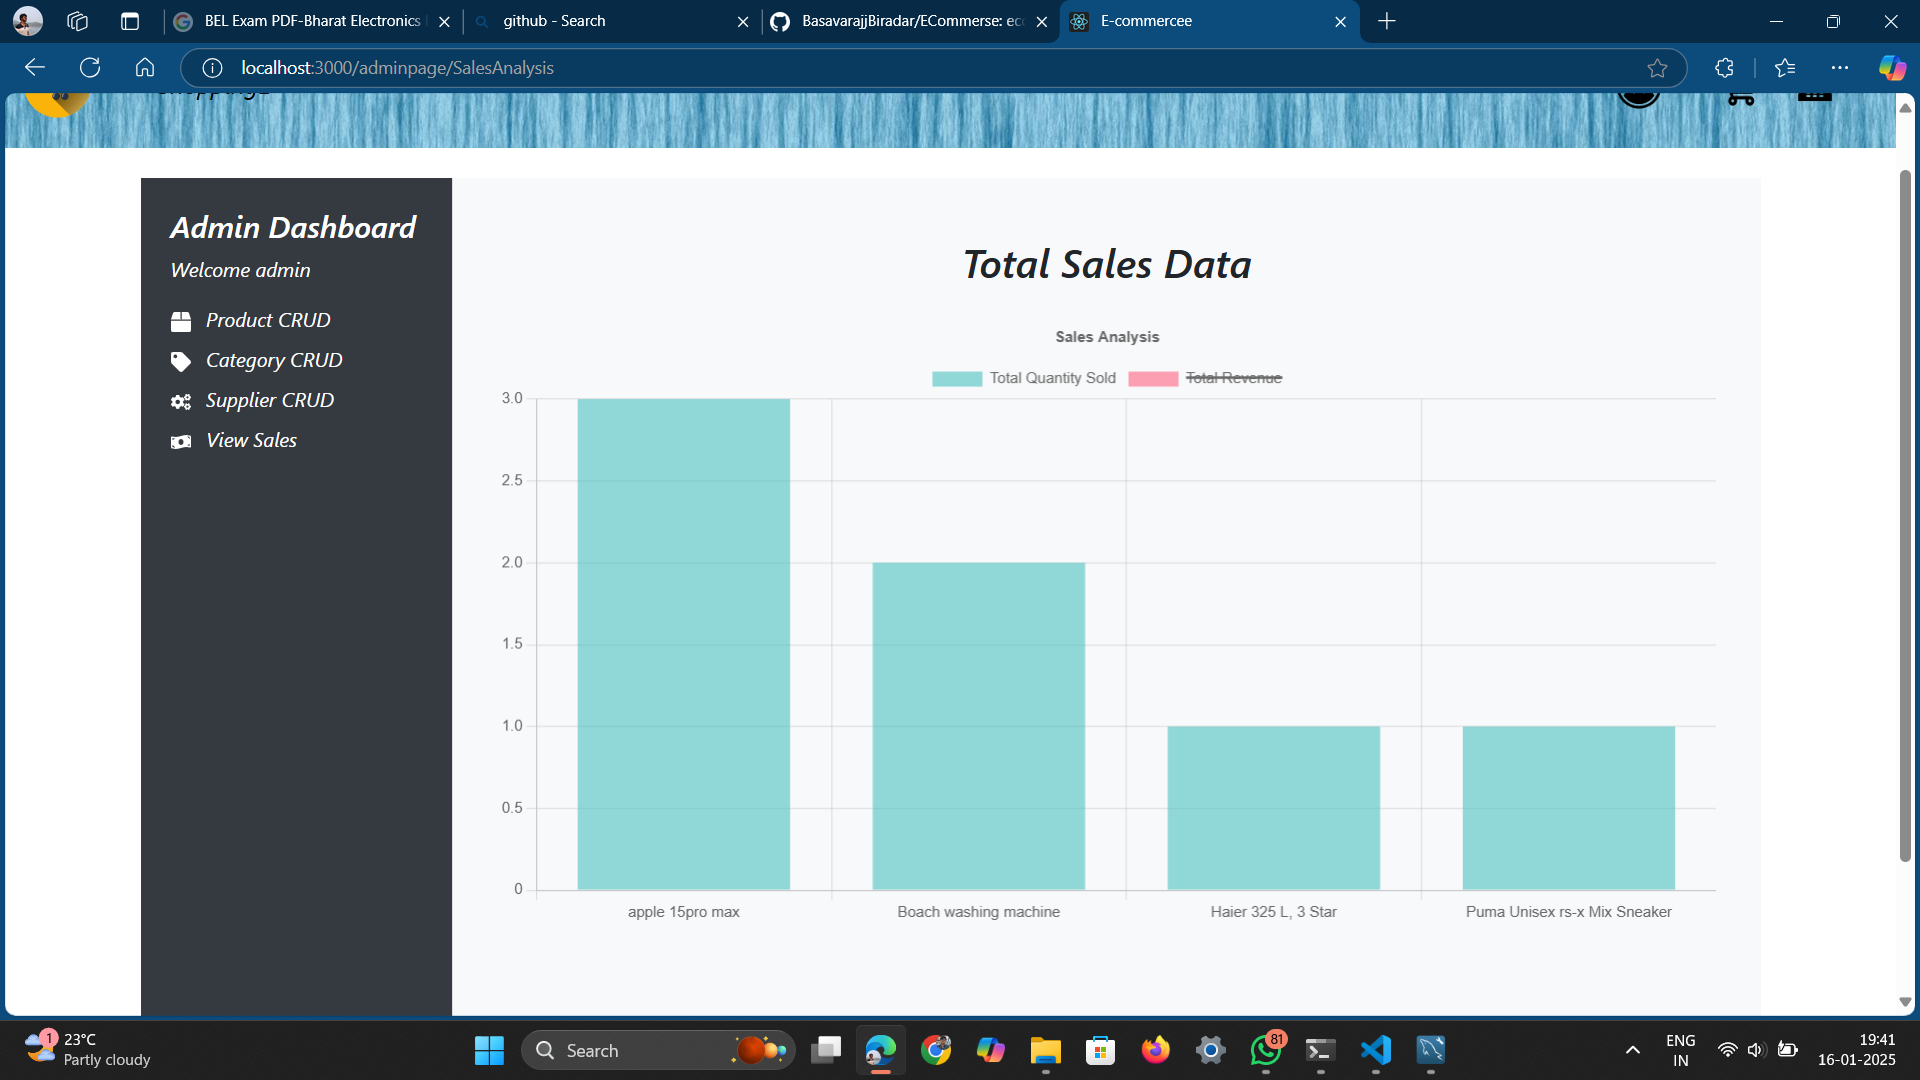 BEL Exam PDF-Bharat Electronics
github - Search
BasavarajjBiradar/ECommerse: ec
E-commercee
localhost:3000/adminpage/SalesAnalysis
Admin Dashboard
Welcome admin
Product CRUD
Category CRUD
Supplier CRUD
View Sales
Total Sales Data
Sales Analysis
Total Quantity Sold
Total Revenue
3.0
2.5
2.0
1.5
1.0
0.5
0
apple 15pro max
Boach washing machine
Haier 325 L, 3 Star
Puma Unisex rs-x Mix Sneaker
1
23°C
Partly cloudy
Search
81
ENG
IN
19:41
16-01-2025